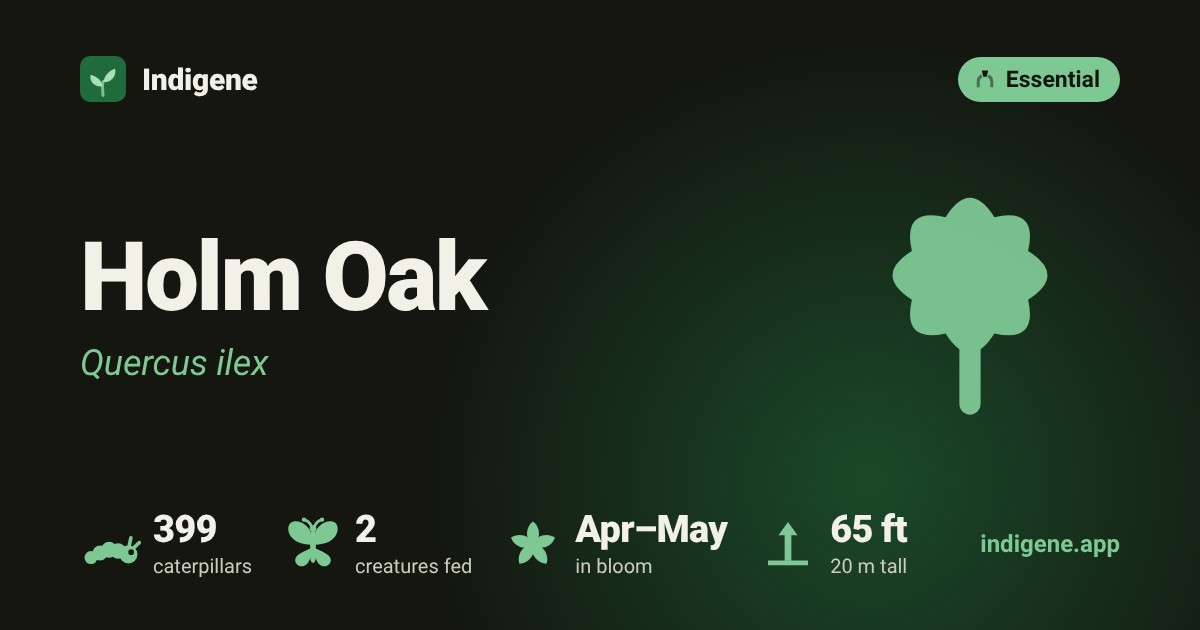 Indigene
Essential
Holm Oak
Quercus ilex
399
caterpillars
2
creatures fed
Apr–May
in bloom
65 ft
20 m tall
indigene.app